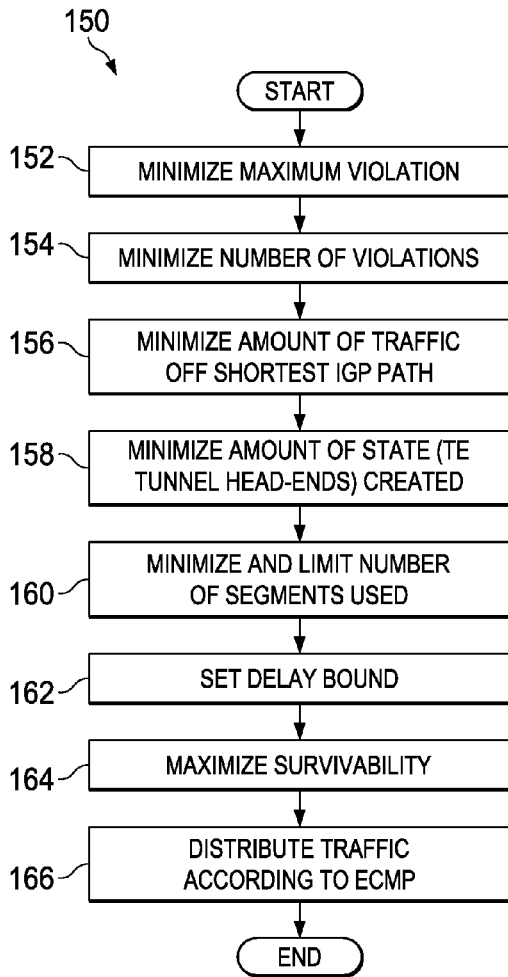 150
START
152
MINIMIZE MAXIMUM VIOLATION
154
MINIMIZE NUMBER OF VIOLATIONS
156
MINIMIZE AMOUNT OF TRAFFIC
OFF SHORTEST IGP PATH
158
MINIMIZE AMOUNT OF STATE (TE
TUNNEL HEAD-ENDS) CREATED
160
MINIMIZE AND LIMIT NUMBER
OF SEGMENTS USED
162
SET DELAY BOUND
164
MAXIMIZE SURVIVABILITY
166
DISTRIBUTE TRAFFIC
ACCORDING TO ECMP
END